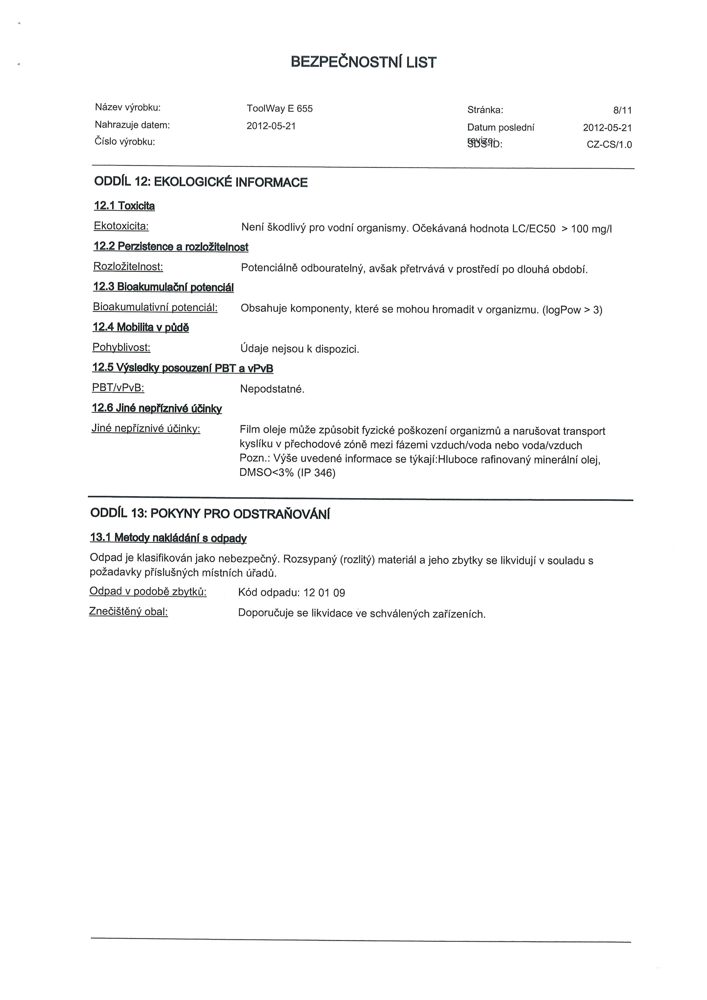 BEZPEČNOSTNÍ LIST
Název výrobku: ToolWay E 655 Stránka: 8/11
Nahrazuje datem: 2012-05-21 Datum poslední revize: 2012-05-21
Číslo výrobku: SDS-ID: CZ-CS/1.0
ODDÍL 12: EKOLOGICKÉ INFORMACE
12.1 Toxicita
Ekotoxicita: Není škodlivý pro vodní organismy. Očekávaná hodnota LC/EC50 > 100 mg/l
12.2 Perzistence a rozložitelnost
Rozložitelnost: Potenciálně odbouratelný, avšak přetrvává v prostředí po dlouhá období.
12.3 Bioakumulační potenciál
Bioakumulativní potenciál: Obsahuje komponenty, které se mohou hromadit v organizmu. (logPow > 3)
12.4 Mobilita v půdě
Pohyblivost: Údaje nejsou k dispozici.
12.5 Výsledky posouzení PBT a vPvB
PBT/vPvB: Nepodstatné.
12.6 Jiné nepříznivé účinky
Jiné nepříznivé účinky: Film oleje může způsobit fyzické poškození organizmů a narušovat transport
kyslíku v přechodové zóně mezi fázemi vzduch/voda nebo voda/vzduch
Pozn.: Výše uvedené informace se týkají:Hluboce rafinovaný minerální olej,
DMSO<3% (IP 346)
ODDÍL 13: POKYNY PRO ODSTRAŇOVÁNÍ
13.1 Metody nakládání s odpady
Odpad je klasifikován jako nebezpečný. Rozsypaný (rozlitý) materiál a jeho zbytky se likvidují v souladu s
požadavky příslušných místních úřadů.
Odpad v podobě zbytků: Kód odpadu: 12 01 09
Znečištěný obal: Doporučuje se likvidace ve schválených zařízeních.